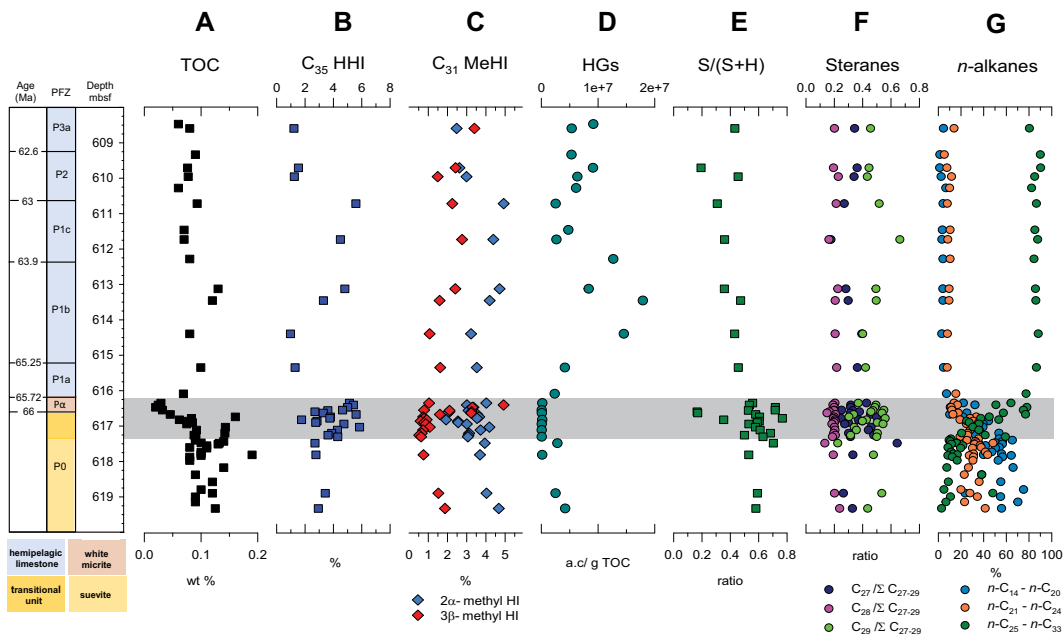 A B C D E F G
TOC C₃₅ HHI C₃₁ MeHI HGs S/(S+H) Steranes n-alkanes
Age (Ma) PFZ Depth mbsf
0 2 4 6 8 10
0 1e+7 2e+7
0.0 0.2 0.4 0.6 0.8 1.0
P3a
609
62.6
P2
610
63
611
P1c
612
63.9
613
P1b
614
65.25
615
P1a
616
65.72
Pα
66
617
P0
618
619
0.0 0.1 0.2
wt %
%
0 1 2 3 4 5
%
a.c/ g TOC
0.0 0.2 0.4 0.6 0.8
ratio
ratio
0 20 40 60 80 100
%
hemipelagic limestone
white micrite
transitional unit
suevite
2α- methyl HI
3β- methyl HI
C₂₇ /Σ C₂₇₋₂₉
C₂₈ /Σ C₂₇₋₂₉
C₂₉ /Σ C₂₇₋₂₉
n-C₁₄ - n-C₂₀
n-C₂₁ - n-C₂₄
n-C₂₅ - n-C₃₃